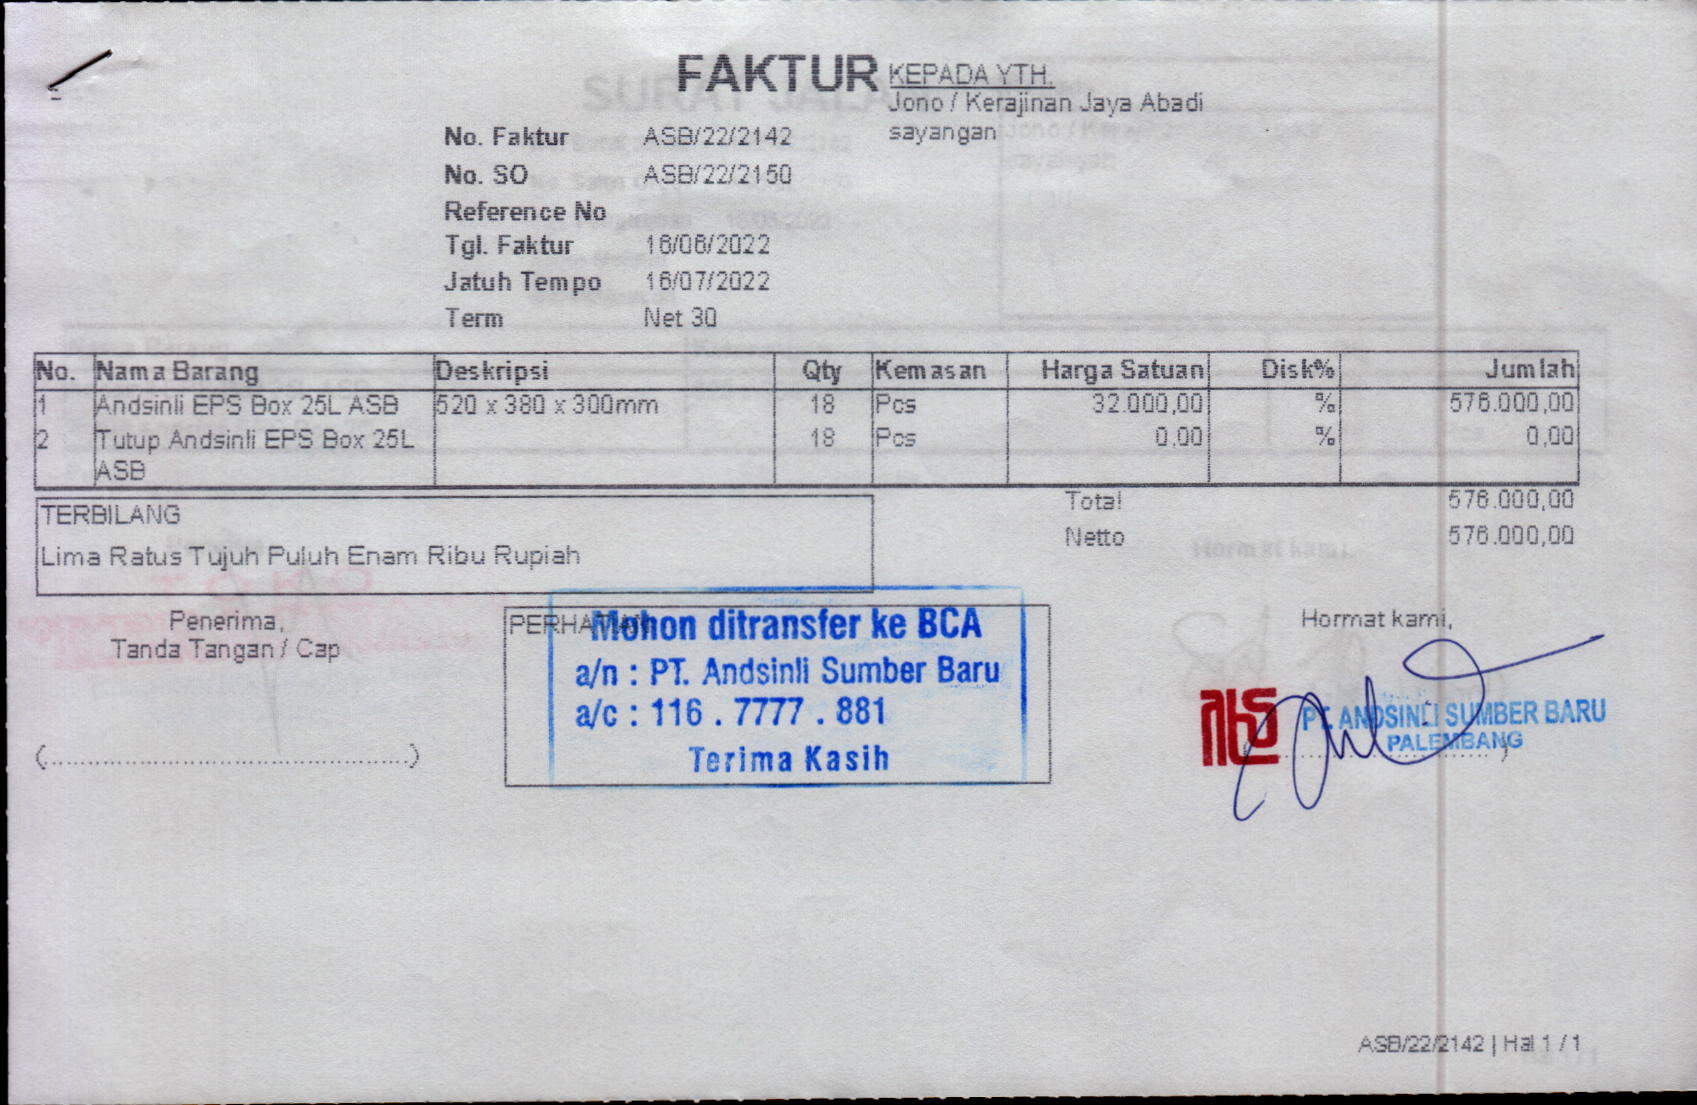 FAKTUR
KEPADA YTH.
Jono / Kerajinan Jaya Abadi
sayangan
No. Faktur ASB/22/2142
No. SO ASB/22/2150
Reference No
Tgl. Faktur 16/06/2022
Jatuh Tempo 16/07/2022
Term Net 30
No. Nama Barang Deskripsi Qty Kemasan Harga Satuan Disk% Jumlah
1 Andsinli EPS Box 25L ASB 520 x 380 x 300mm 18 Pcs 32.000,00 % 576.000,00
2 Tutup Andsinli EPS Box 25L 18 Pcs 0,00 % 0,00
ASB
Total 576.000,00
Netto 576.000,00
TERBILANG
Lima Ratus Tujuh Puluh Enam Ribu Rupiah
Penerima,
Tanda Tangan / Cap
(................................................)
Mohon ditransfer ke BCA
a/n : PT. Andsinli Sumber Baru
a/c : 116 . 7777 . 881
Terima Kasih
Hormat kami,
PT. ANDSINLI SUMBER BARU
PALEMBANG
ASB/22/2142 | Hal 1 / 1